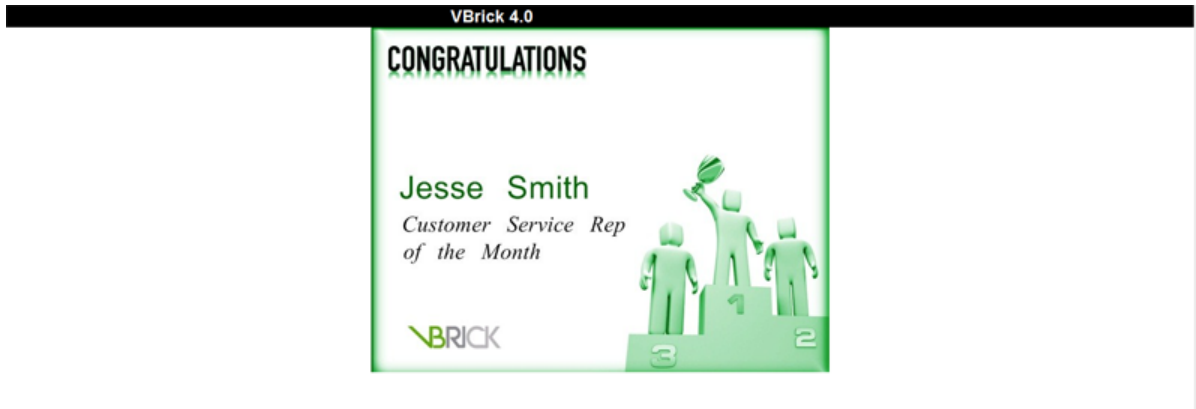 VBrick 4.0
CONGRATULATIONS
Jesse Smith
Customer Service Rep
of the Month
VBRICK
1
2
3